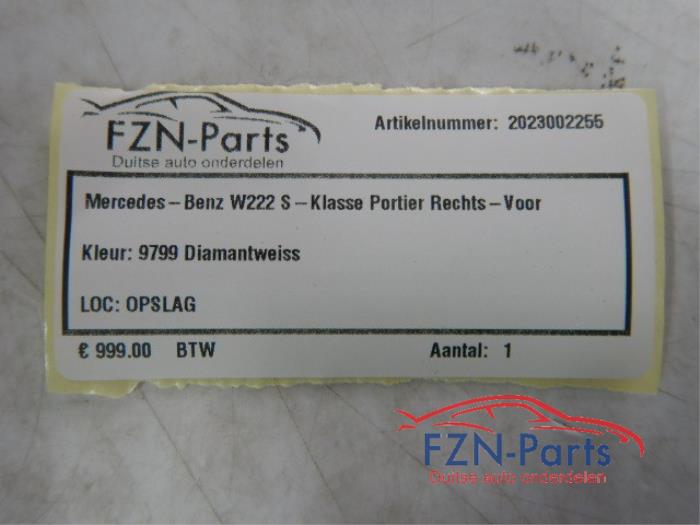 FZN-Parts
Duitse auto onderdelen
Artikelnummer: 2023002255
Mercedes-Benz W222 S-Klasse Portier Rechts-Voor
Kleur: 9799 Diamantweiss
LOC: OPSLAG
€ 999.00 BTW
Aantal: 1
FZN-Parts
Duitse auto onderdelen